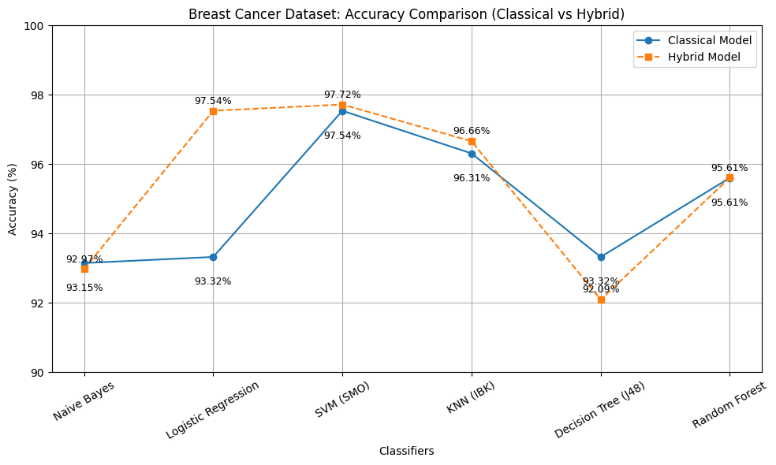 Breast Cancer Dataset: Accuracy Comparison (Classical vs Hybrid)
Classical Model
Hybrid Model
Accuracy (%)
100
98
96
94
92
90
92.97%
93.15%
97.54%
93.32%
97.72%
97.54%
96.66%
96.31%
93.32%
92.09%
95.61%
95.61%
Naive Bayes
Logistic Regression
SVM (SMO)
KNN (IBK)
Decision Tree (J48)
Random Forest
Classifiers